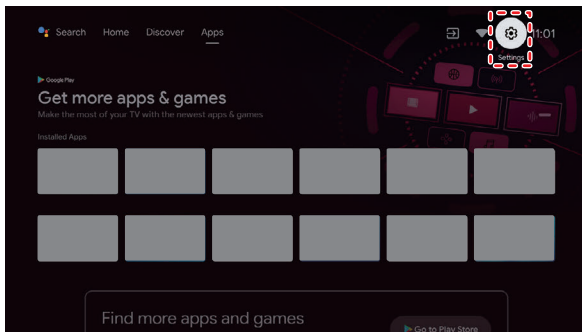 Search Home Discover Apps
11:01
Settings
Google Play
Get more apps & games
Make the most of your TV with the newest apps & games
Installed Apps
Find more apps and games
Go to Play Store